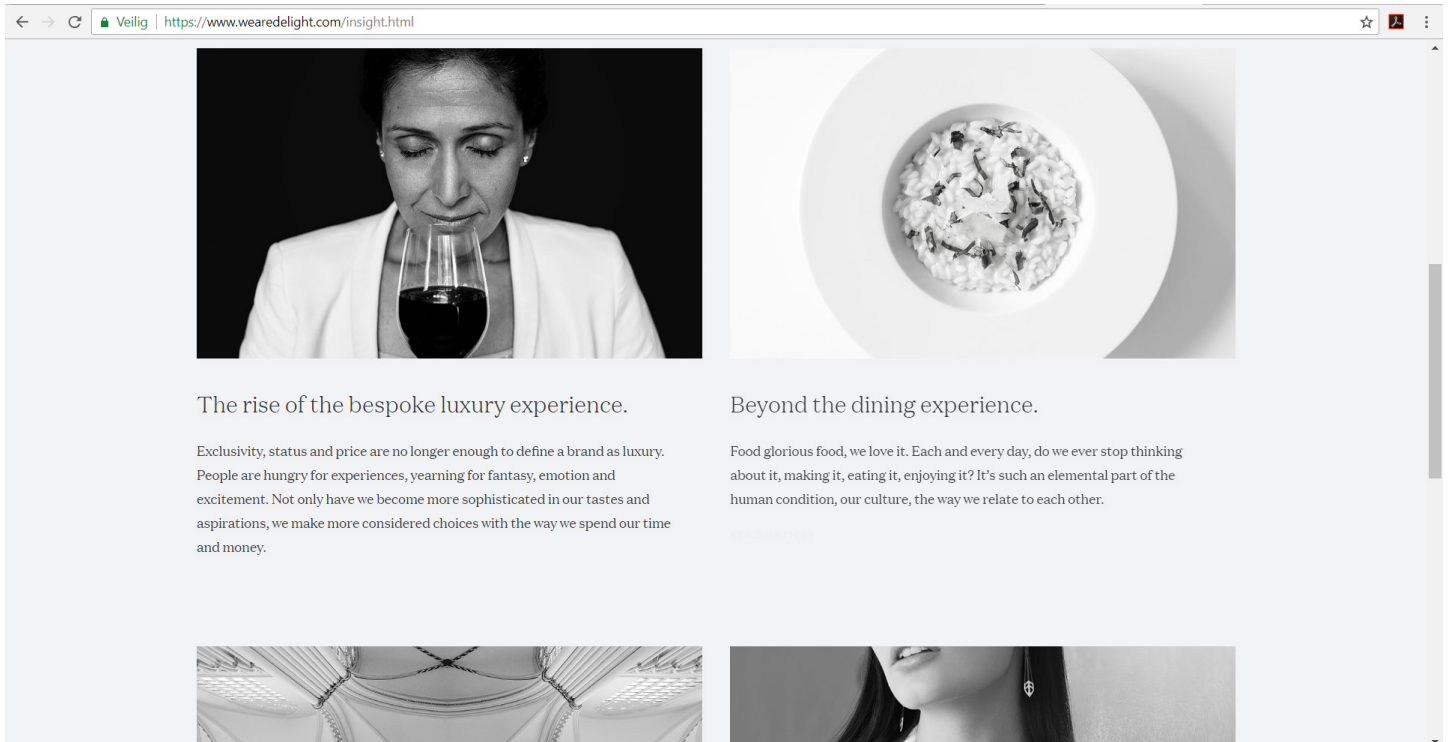 Veilig
https://www.wearedelight.com/insight.html
The rise of the bespoke luxury experience.
Exclusivity, status and price are no longer enough to define a brand as luxury.
People are hungry for experiences, yearning for fantasy, emotion and
excitement. Not only have we become more sophisticated in our tastes and
aspirations, we make more considered choices with the way we spend our time
and money.
Beyond the dining experience.
Food glorious food, we love it. Each and every day, do we ever stop thinking
about it, making it, eating it, enjoying it? It’s such an elemental part of the
human condition, our culture, the way we relate to each other.